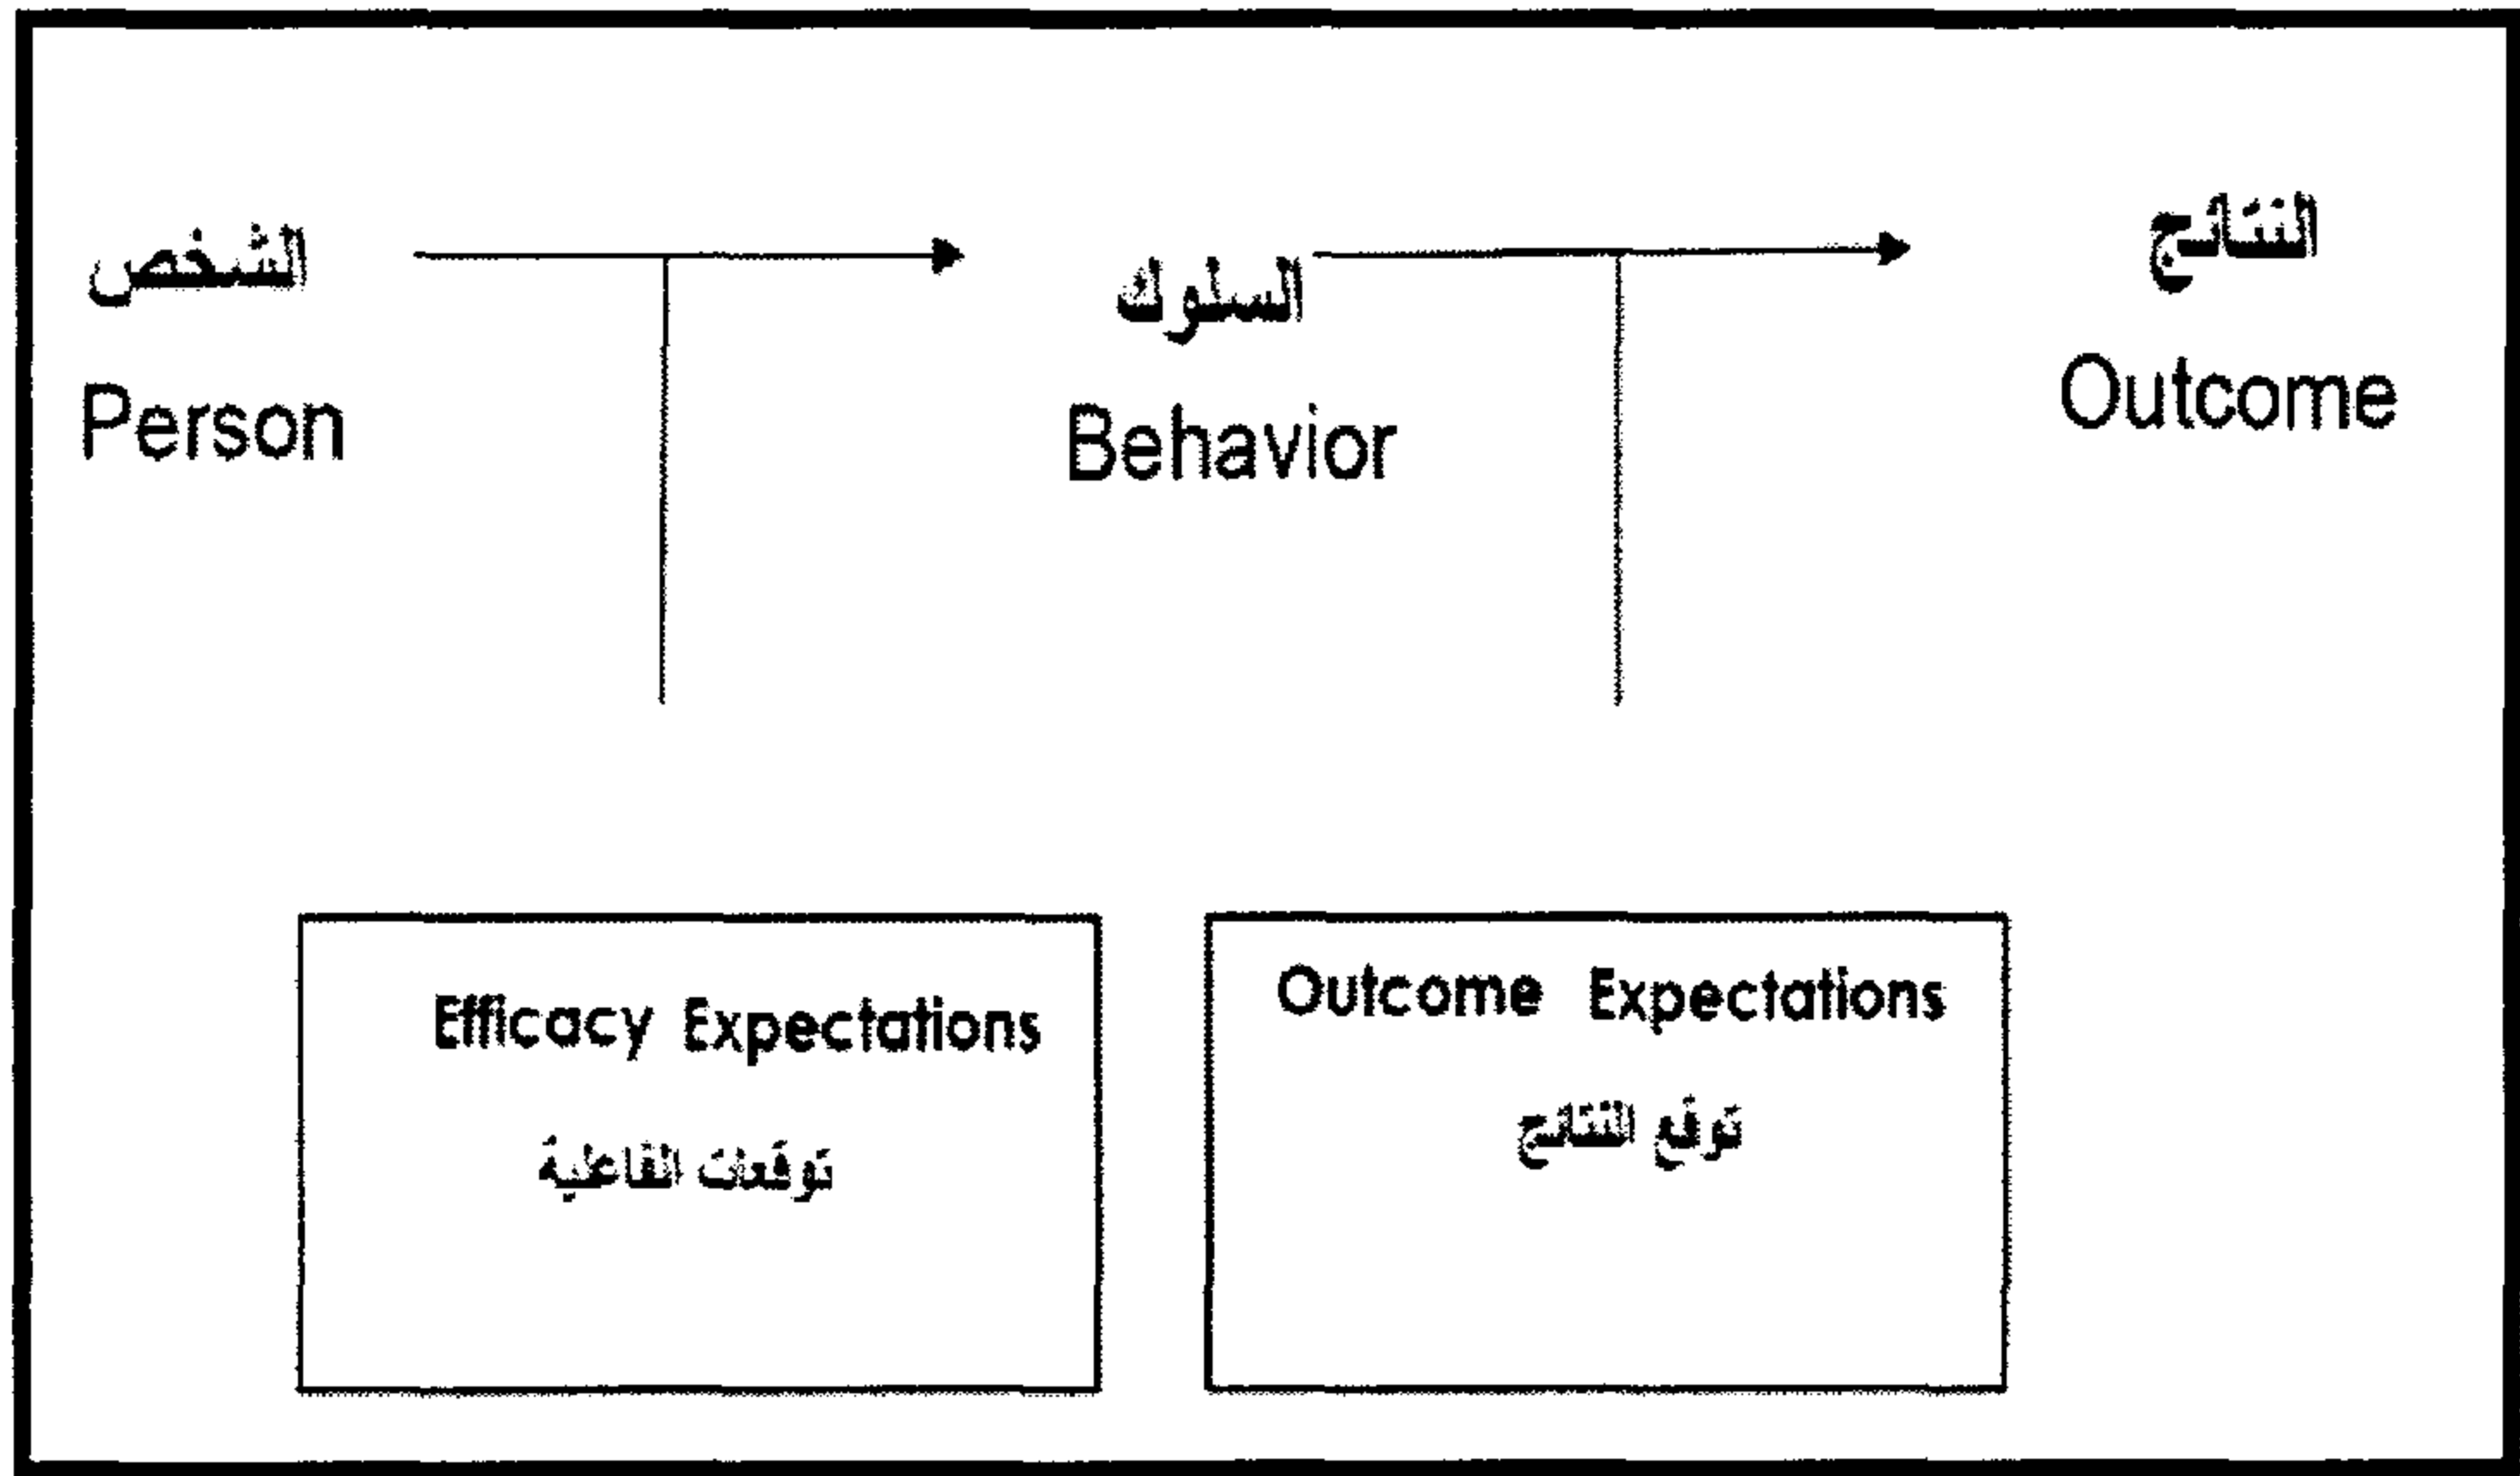 الشخص
Person
السلوك
Behavior
النتائج
Outcome
Efficacy Expectations
توقعات الفاعلية
Outcome Expectations
توقع النتائج